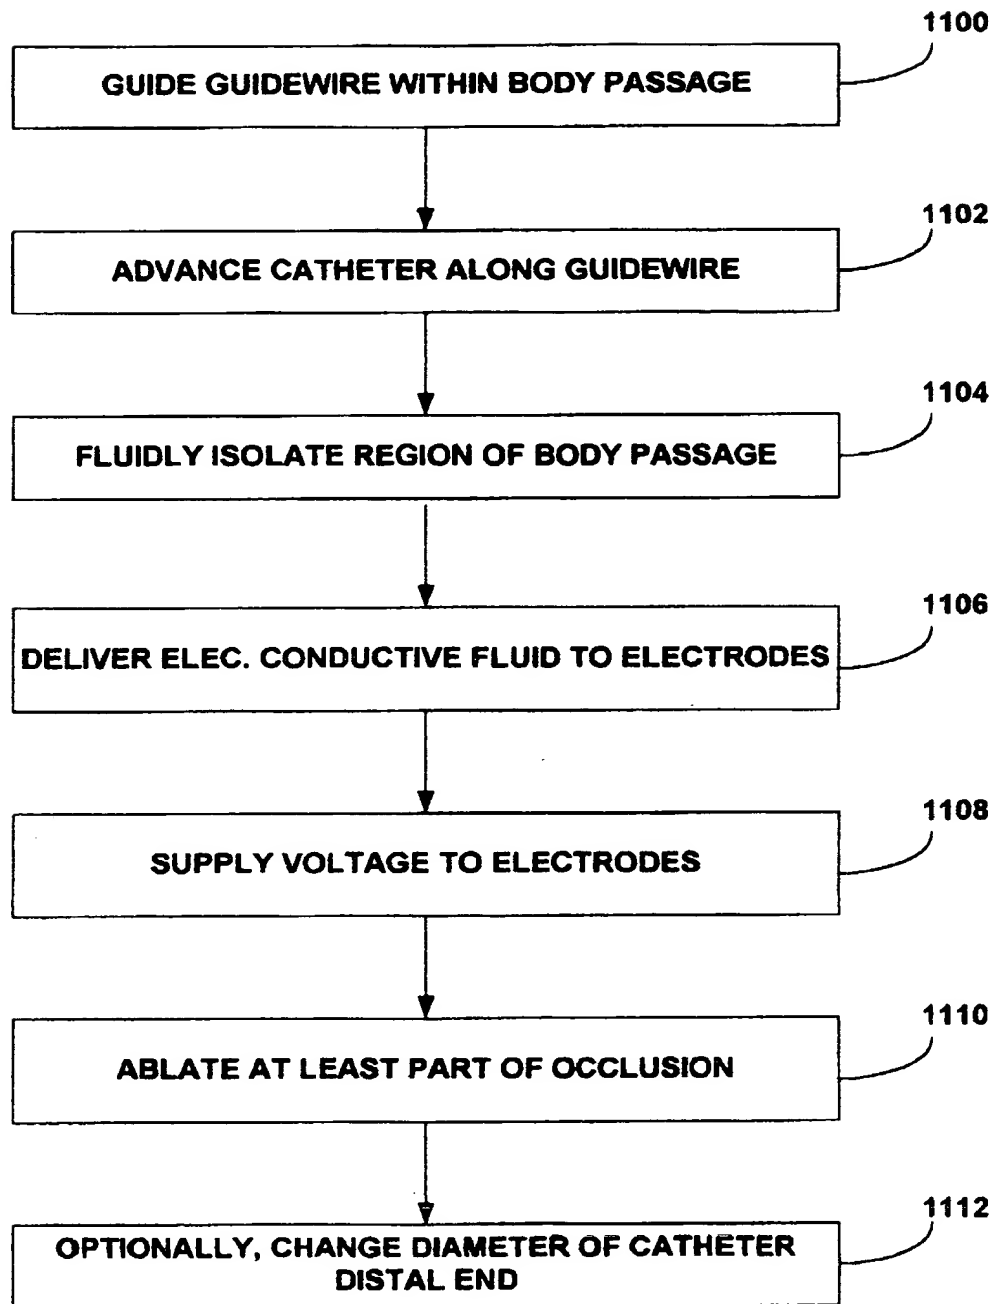 1100
GUIDE GUIDEWIRE WITHIN BODY PASSAGE
1102
ADVANCE CATHETER ALONG GUIDEWIRE
1104
FLUIDLY ISOLATE REGION OF BODY PASSAGE
1106
DELIVER ELEC. CONDUCTIVE FLUID TO ELECTRODES
1108
SUPPLY VOLTAGE TO ELECTRODES
1110
ABLATE AT LEAST PART OF OCCLUSION
1112
OPTIONALLY, CHANGE DIAMETER OF CATHETER
DISTAL END